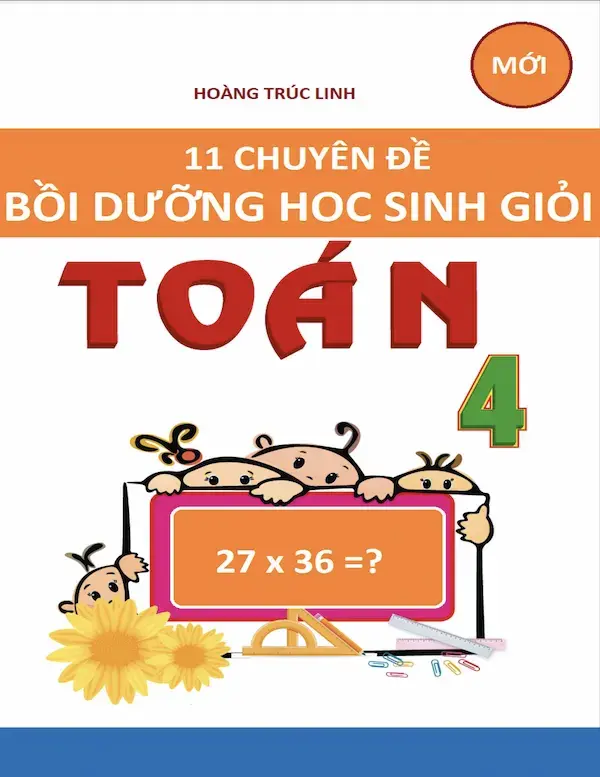 MỚI
HOÀNG TRÚC LINH
11 CHUYÊN ĐỀ
BỒI DƯỠNG HOC SINH GIỎI
TOÁN
4
27 x 36 =?